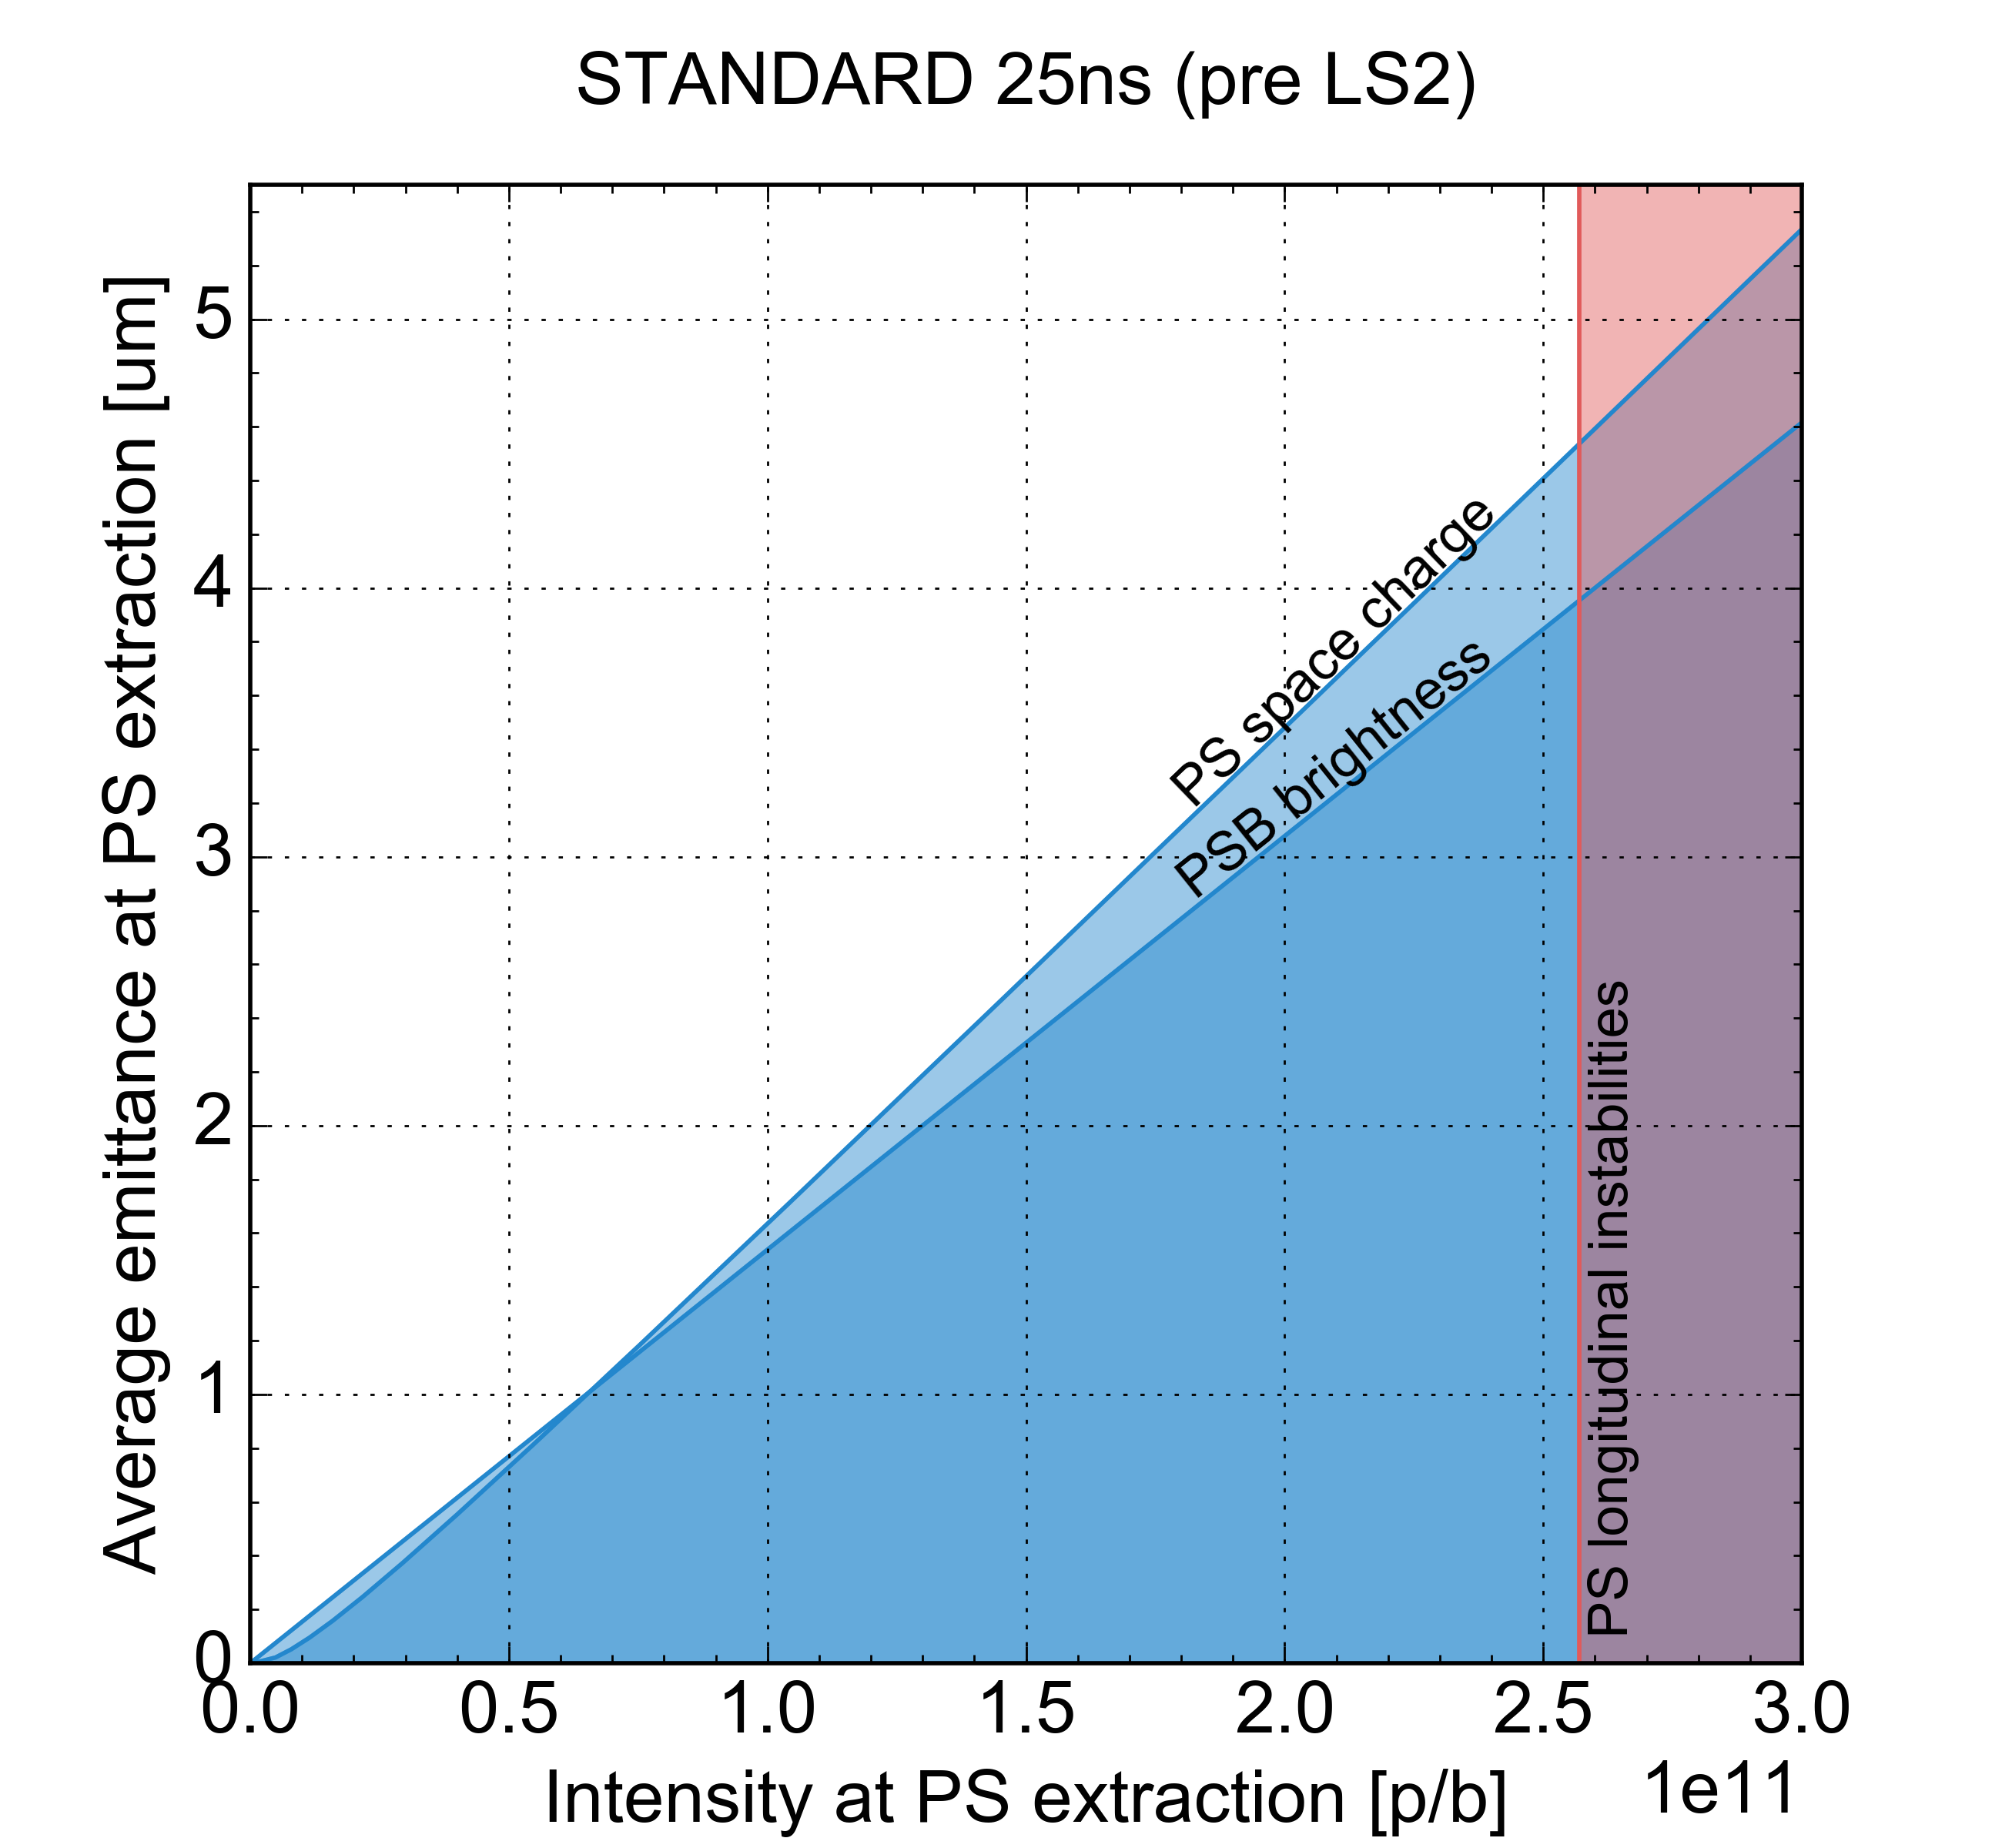 STANDARD 25ns (pre LS2)
Average emittance at PS extraction [um]
5
4
3
2
1
0
PS space charge
PSB brightness
PS longitudinal instabilities
0.0 0.5 1.0 1.5 2.0 2.5 3.0
1e11
Intensity at PS extraction [p/b]